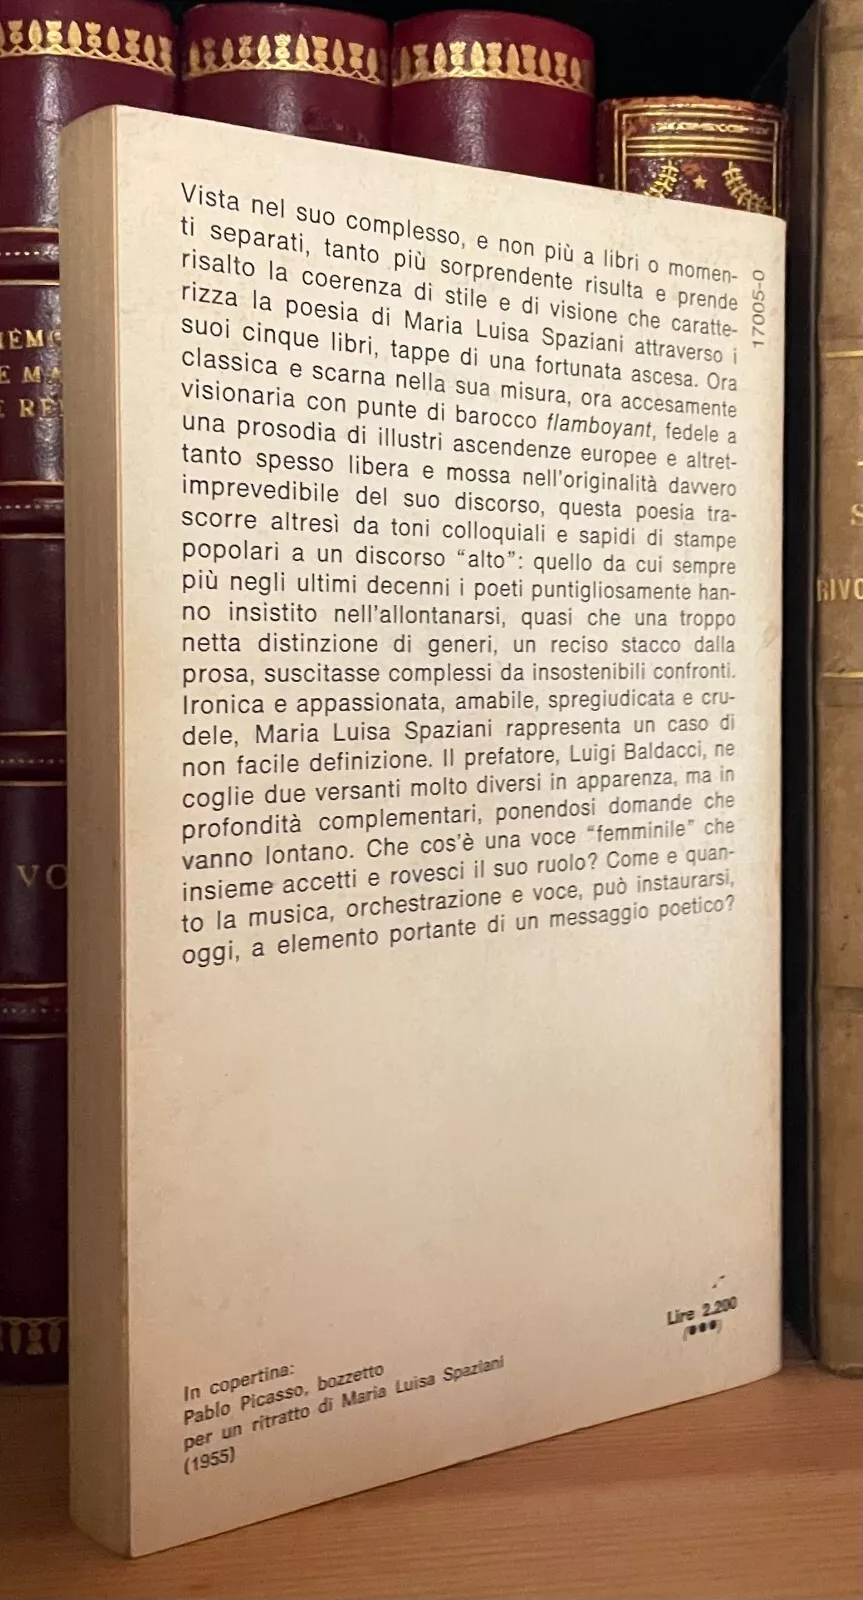 Vista nel suo complesso, e non più a libri o momen-
ti separati, tanto più sorprendente risulta e prende
risalto la coerenza di stile e di visione che caratte-
rizza la poesia di Maria Luisa Spaziani attraverso i
suoi cinque libri, tappe di una fortunata ascesa. Ora
classica e scarna nella sua misura, ora accesamente
visionaria con punte di barocco flamboyant, fedele a
una prosodia di illustri ascendenze europee e altret-
tanto spesso libera e mossa nell'originalità davvero
imprevedibile del suo discorso, questa poesia tra-
scorre altresì da toni colloquiali e sapidi di stampe
popolari a un discorso "alto": quello da cui sempre
più negli ultimi decenni i poeti puntigliosamente han-
no insistito nell'allontanarsi, quasi che una troppo
netta distinzione di generi, un reciso stacco dalla
prosa, suscitasse complessi da insostenibili confronti.
Ironica e appassionata, amabile, spregiudicata e cru-
dele, Maria Luisa Spaziani rappresenta un caso di
non facile definizione. Il prefatore, Luigi Baldacci, ne
coglie due versanti molto diversi in apparenza, ma in
profondità complementari, ponendosi domande che
vanno lontano. Che cos'è una voce "femminile" che
insieme accetti e rovesci il suo ruolo? Come e quan-
to la musica, orchestrazione e voce, può instaurarsi,
oggi, a elemento portante di un messaggio poetico?
17005-0
Lire 2.200
(●●●)
In copertina:
Pablo Picasso, bozzetto
per un ritratto di Maria Luisa Spaziani
(1955)
VO